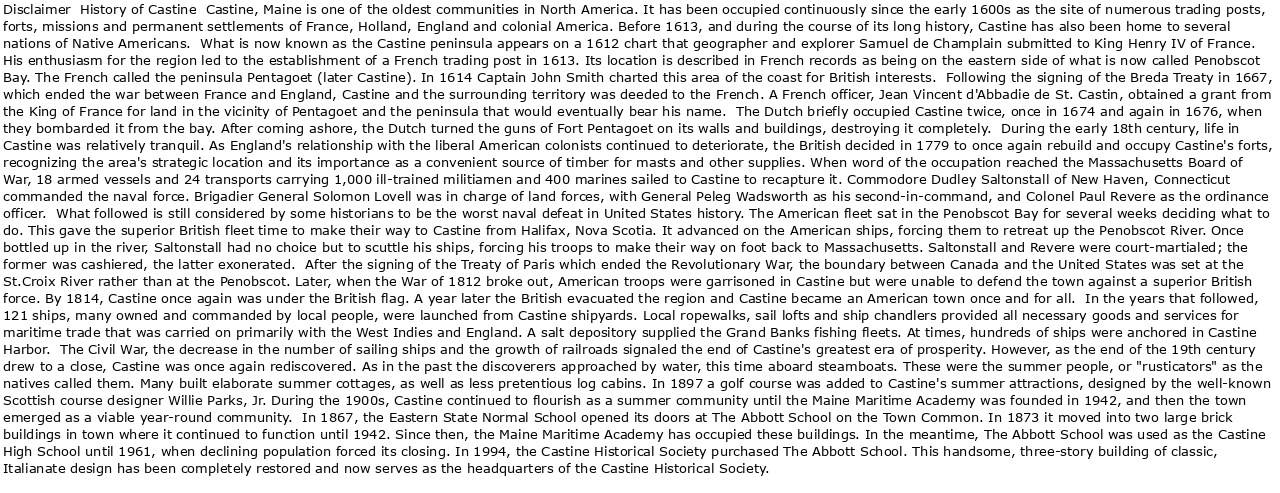 Disclaimer  History of Castine  Castine, Maine is one of the oldest communities in North America. It has been occupied continuously since the early 1600s as the site of numerous trading posts,
forts, missions and permanent settlements of France, Holland, England and colonial America. Before 1613, and during the course of its long history, Castine has also been home to several
nations of Native Americans.  What is now known as the Castine peninsula appears on a 1612 chart that geographer and explorer Samuel de Champlain submitted to King Henry IV of France.
His enthusiasm for the region led to the establishment of a French trading post in 1613. Its location is described in French records as being on the eastern side of what is now called Penobscot
Bay. The French called the peninsula Pentagoet (later Castine). In 1614 Captain John Smith charted this area of the coast for British interests.  Following the signing of the Breda Treaty in 1667,
which ended the war between France and England, Castine and the surrounding territory was deeded to the French. A French officer, Jean Vincent d'Abbadie de St. Castin, obtained a grant from
the King of France for land in the vicinity of Pentagoet and the peninsula that would eventually bear his name.  The Dutch briefly occupied Castine twice, once in 1674 and again in 1676, when
they bombarded it from the bay. After coming ashore, the Dutch turned the guns of Fort Pentagoet on its walls and buildings, destroying it completely.  During the early 18th century, life in
Castine was relatively tranquil. As England's relationship with the liberal American colonists continued to deteriorate, the British decided in 1779 to once again rebuild and occupy Castine's forts,
recognizing the area's strategic location and its importance as a convenient source of timber for masts and other supplies. When word of the occupation reached the Massachusetts Board of
War, 18 armed vessels and 24 transports carrying 1,000 ill-trained militiamen and 400 marines sailed to Castine to recapture it. Commodore Dudley Saltonstall of New Haven, Connecticut
commanded the naval force. Brigadier General Solomon Lovell was in charge of land forces, with General Peleg Wadsworth as his second-in-command, and Colonel Paul Revere as the ordinance
officer.  What followed is still considered by some historians to be the worst naval defeat in United States history. The American fleet sat in the Penobscot Bay for several weeks deciding what to
do. This gave the superior British fleet time to make their way to Castine from Halifax, Nova Scotia. It advanced on the American ships, forcing them to retreat up the Penobscot River. Once
bottled up in the river, Saltonstall had no choice but to scuttle his ships, forcing his troops to make their way on foot back to Massachusetts. Saltonstall and Revere were court-martialed; the
former was cashiered, the latter exonerated.  After the signing of the Treaty of Paris which ended the Revolutionary War, the boundary between Canada and the United States was set at the
St.Croix River rather than at the Penobscot. Later, when the War of 1812 broke out, American troops were garrisoned in Castine but were unable to defend the town against a superior British
force. By 1814, Castine once again was under the British flag. A year later the British evacuated the region and Castine became an American town once and for all.  In the years that followed,
121 ships, many owned and commanded by local people, were launched from Castine shipyards. Local ropewalks, sail lofts and ship chandlers provided all necessary goods and services for
maritime trade that was carried on primarily with the West Indies and England. A salt depository supplied the Grand Banks fishing fleets. At times, hundreds of ships were anchored in Castine
Harbor.  The Civil War, the decrease in the number of sailing ships and the growth of railroads signaled the end of Castine's greatest era of prosperity. However, as the end of the 19th century
drew to a close, Castine was once again rediscovered. As in the past the discoverers approached by water, this time aboard steamboats. These were the summer people, or "rusticators" as the
natives called them. Many built elaborate summer cottages, as well as less pretentious log cabins. In 1897 a golf course was added to Castine's summer attractions, designed by the well-known
Scottish course designer Willie Parks, Jr. During the 1900s, Castine continued to flourish as a summer community until the Maine Maritime Academy was founded in 1942, and then the town
emerged as a viable year-round community.  In 1867, the Eastern State Normal School opened its doors at The Abbott School on the Town Common. In 1873 it moved into two large brick
buildings in town where it continued to function until 1942. Since then, the Maine Maritime Academy has occupied these buildings. In the meantime, The Abbott School was used as the Castine
High School until 1961, when declining population forced its closing. In 1994, the Castine Historical Society purchased The Abbott School. This handsome, three-story building of classic,
Italianate design has been completely restored and now serves as the headquarters of the Castine Historical Society.